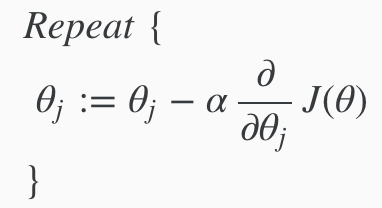 Repeat {
θj := θj − α ∂/∂θj J(θ)
}